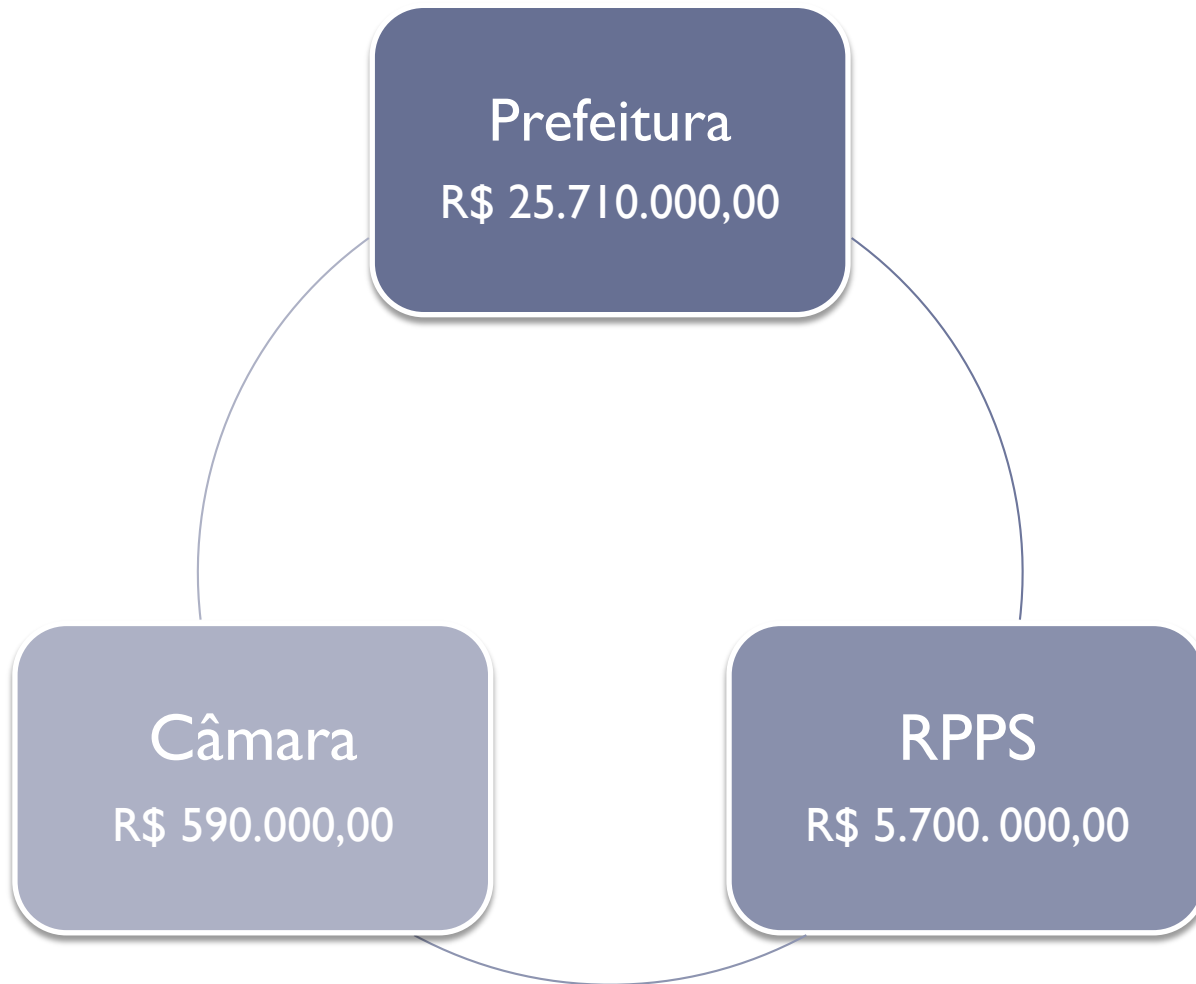 Prefeitura
R$ 25.710.000,00
Câmara
R$ 590.000,00
RPPS
R$ 5.700. 000,00